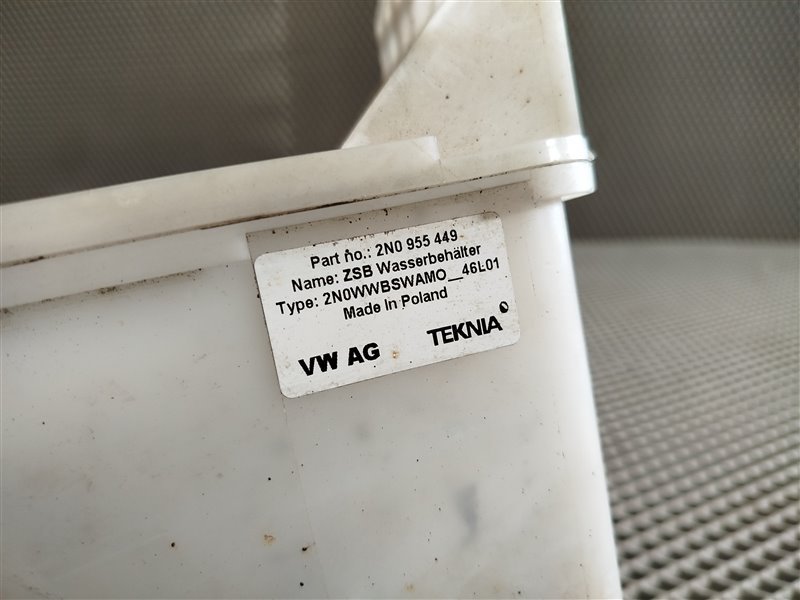 Part no.: 2N0 955 449
Name: ZSB Wasserbehälter
Type: 2N0WWBSWAMO__46L01
Made In Poland
VW AG TEKNIA